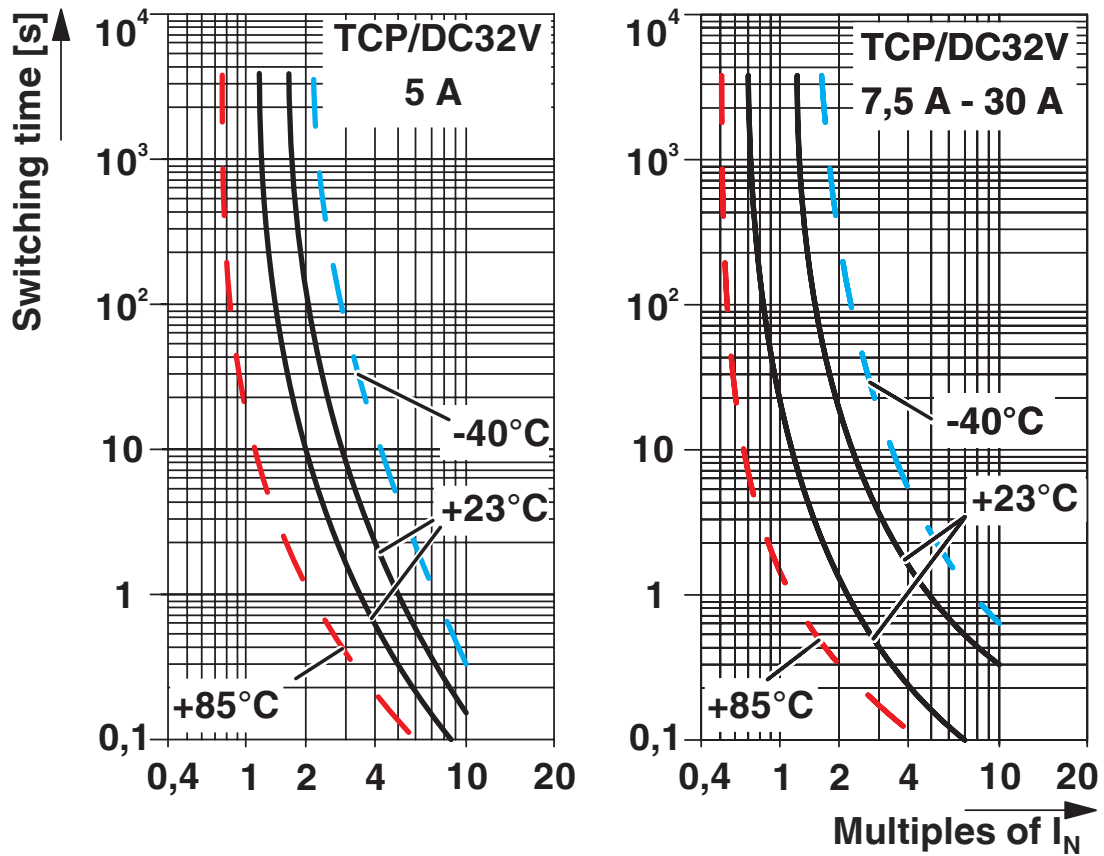 Switching time [s]
TCP/DC32V
5 A
10⁴
10³
10²
10
1
0,1
-40°C
+23°C
+85°C
0,4 1 2 4 10 20
TCP/DC32V
7,5 A - 30 A
10⁴
10³
10²
10
1
0,1
-40°C
+23°C
+85°C
0,4 1 2 4 10 20
Multiples of I_N